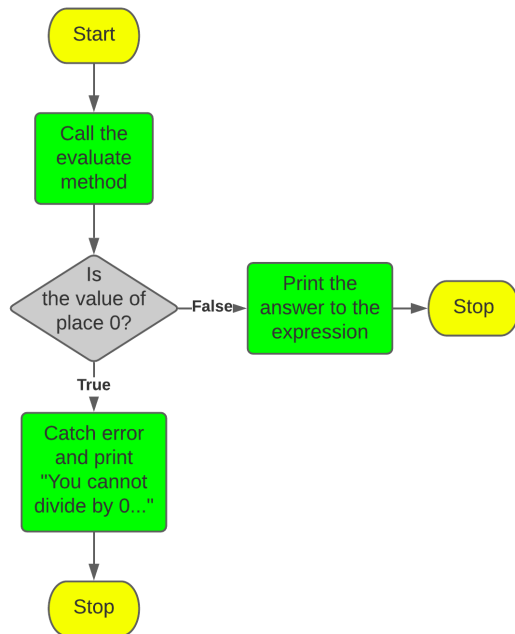 Start
Call the
evaluate
method
Is
the value of
place 0?
False
Print the
answer to the
expression
Stop
True
Catch error
and print
"You cannot
divide by 0..."
Stop